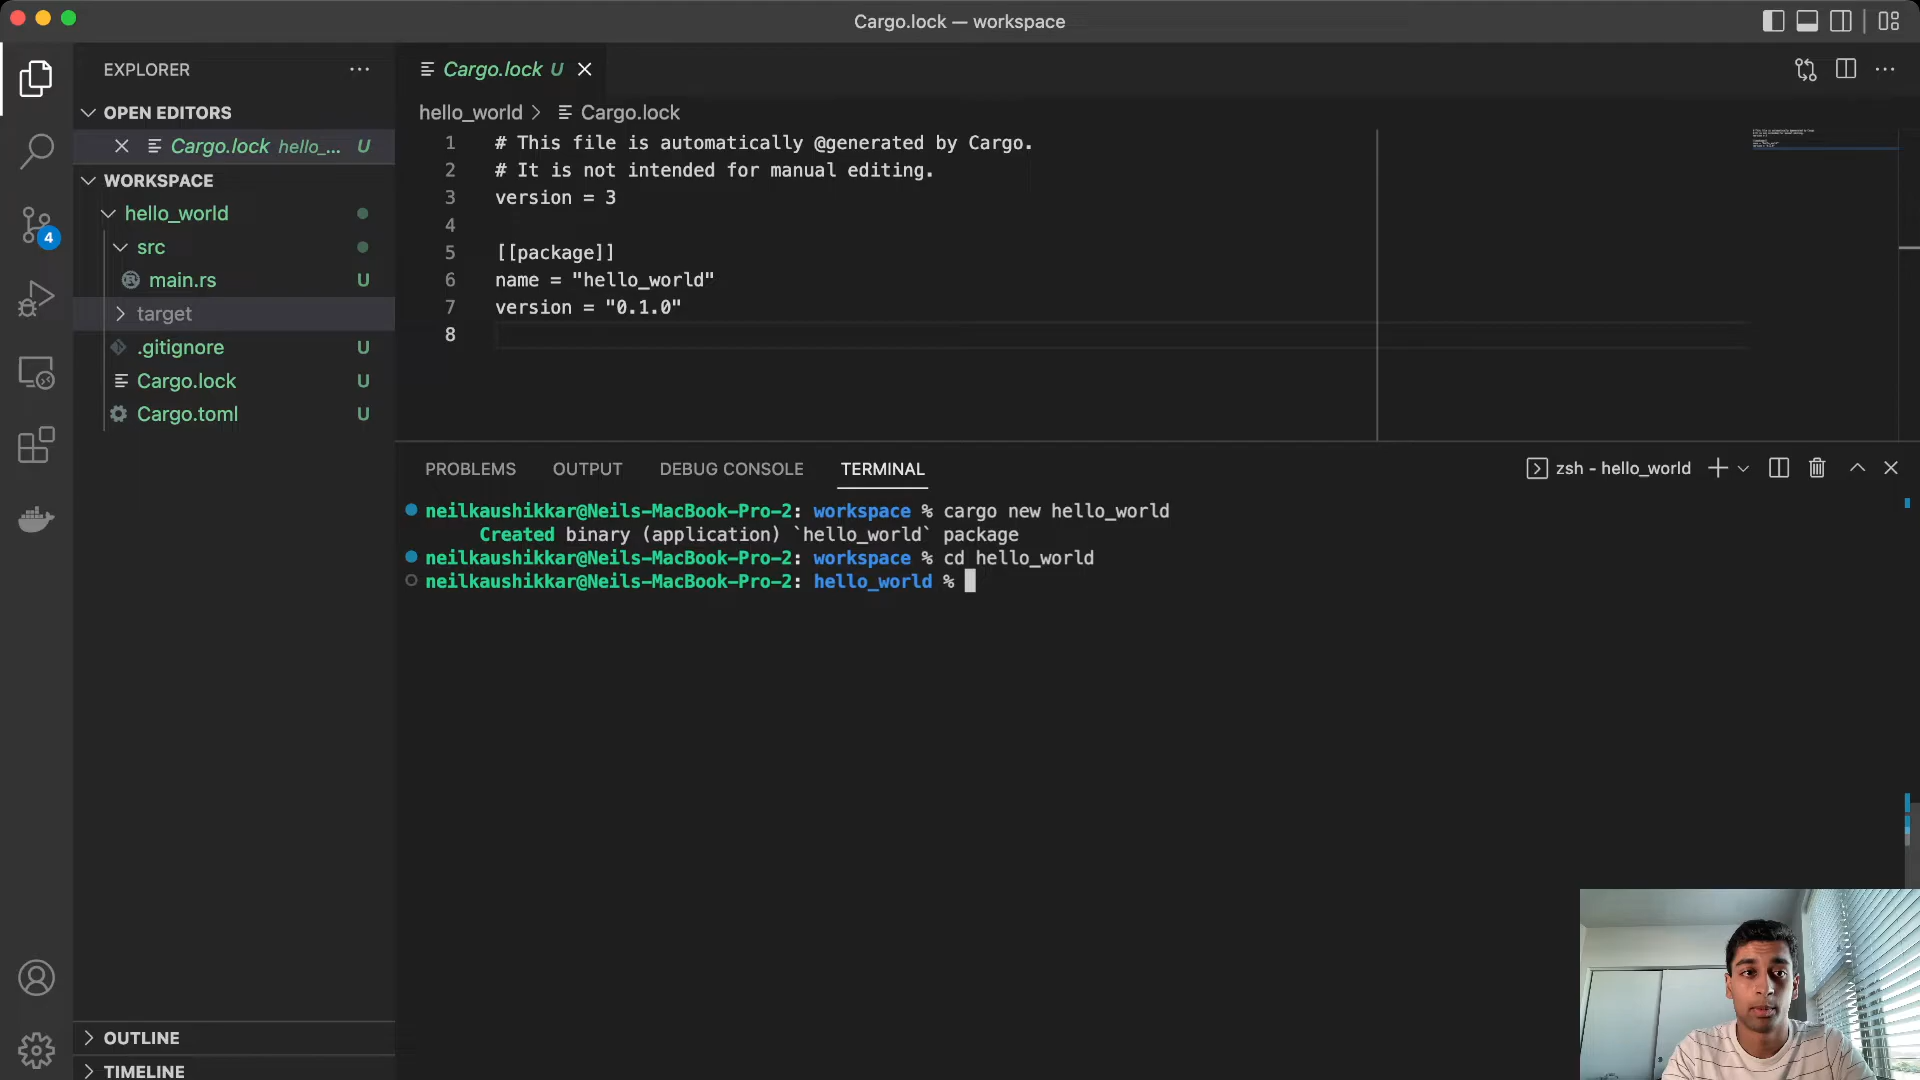 Cargo.lock — workspace
EXPLORER
OPEN EDITORS
Cargo.lock hello_... U
WORKSPACE
hello_world
src
main.rs U
target
.gitignore U
Cargo.lock U
Cargo.toml U
4
OUTLINE
TIMELINE
Cargo.lock U
hello_world > Cargo.lock
1 # This file is automatically @generated by Cargo.
2 # It is not intended for manual editing.
3 version = 3
4
5 [[package]]
6 name = "hello_world"
7 version = "0.1.0"
8
PROBLEMS OUTPUT DEBUG CONSOLE TERMINAL
zsh - hello_world
neilkaushikkar@Neils-MacBook-Pro-2: workspace % cargo new hello_world
Created binary (application) `hello_world` package
neilkaushikkar@Neils-MacBook-Pro-2: workspace % cd hello_world
neilkaushikkar@Neils-MacBook-Pro-2: hello_world %